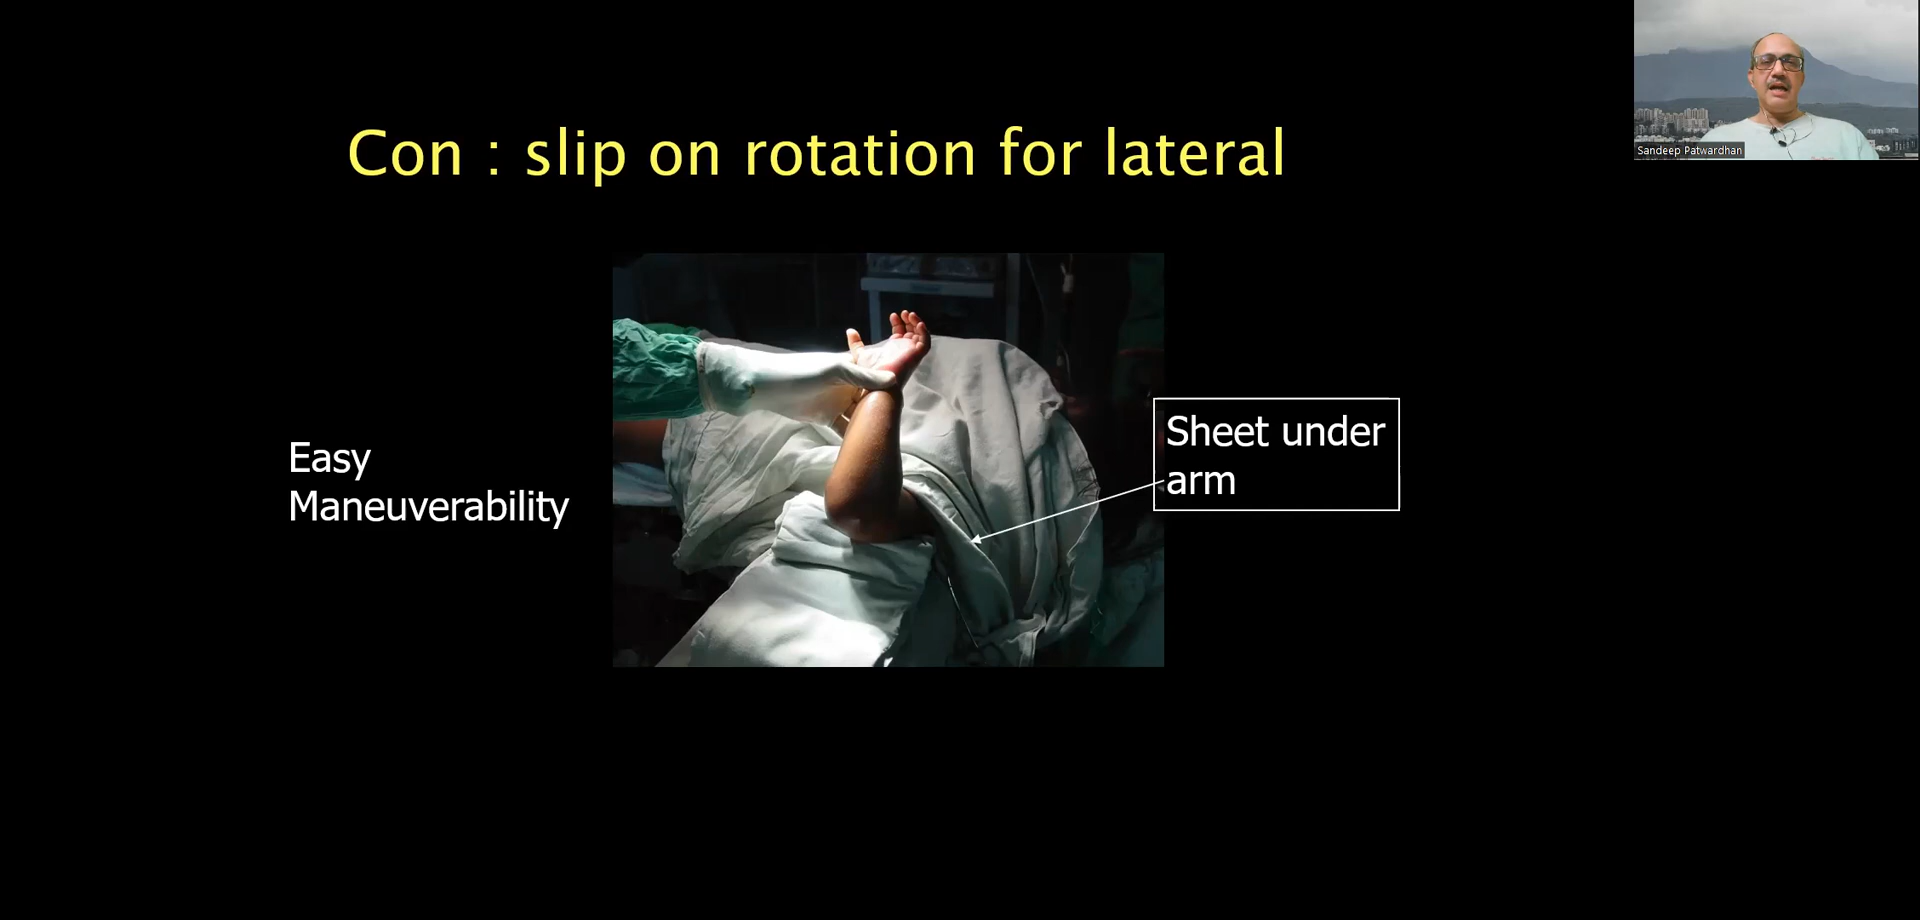 Sandeep Patwardhan
Con : slip on rotation for lateral
Easy
Maneuverability
Sheet under
arm